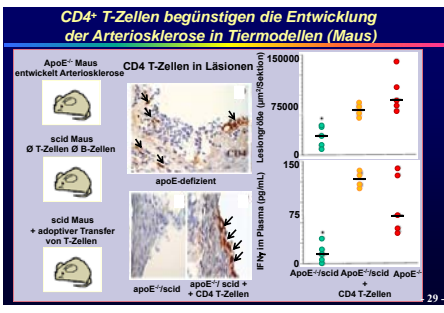 CD4+ T-Zellen begünstigen die Entwicklung
der Arteriosklerose in Tiermodellen (Maus)
ApoE-/- Maus
entwickelt Arteriosklerose
scid Maus
Ø T-Zellen Ø B-Zellen
scid Maus
+ adoptiver Transfer
von T-Zellen
CD4 T-Zellen in Läsionen
CD4
apoE-defizient
apoE-/-/scid
apoE-/-/ scid +
+ CD4 T-Zellen
Lesiongröße (µm²/Sektion)
150000
75000
0
*
IFNγ im Plasma (pg/mL)
150
75
0
*
ApoE-/-/scid
ApoE-/-/scid
+
CD4 T-Zellen
ApoE-/-
- 29 -